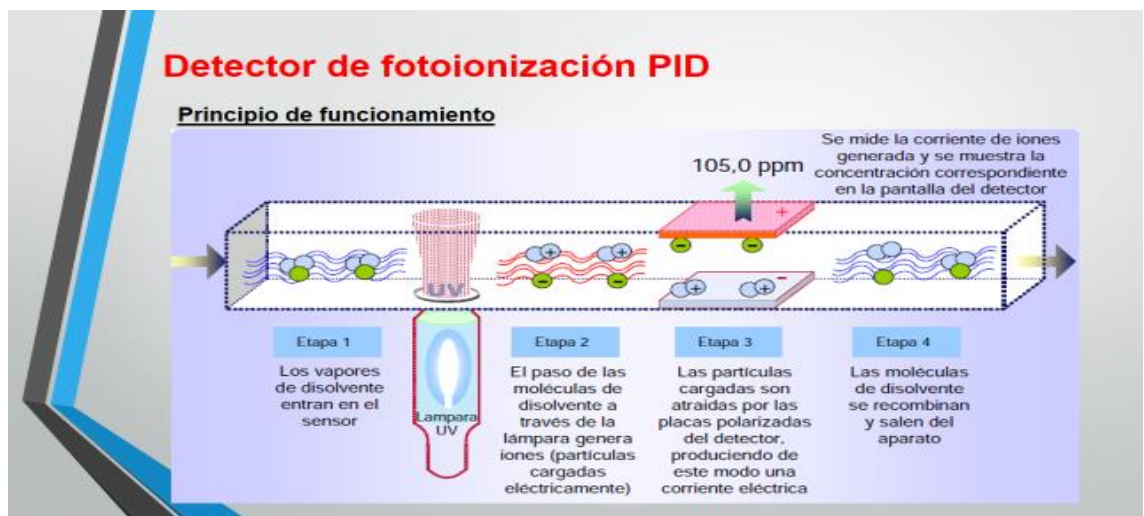 Detector de fotoionización PID
Principio de funcionamiento
Se mide la corriente de iones
generada y se muestra la
concentración correspondiente
en la pantalla del detector
105,0 ppm
+
-
UV
Etapa 1
Los vapores
de disolvente
entran en el
sensor
Lampara
UV
Etapa 2
El paso de las
moléculas de
disolvente a
través de la
lámpara genera
iones (partículas
cargadas
eléctricamente)
Etapa 3
Las partículas
cargadas son
atraidas por las
placas polarizadas
del detector,
produciendo de
este modo una
corriente eléctrica
Etapa 4
Las moléculas
de disolvente
se recombinan
y salen del
aparato